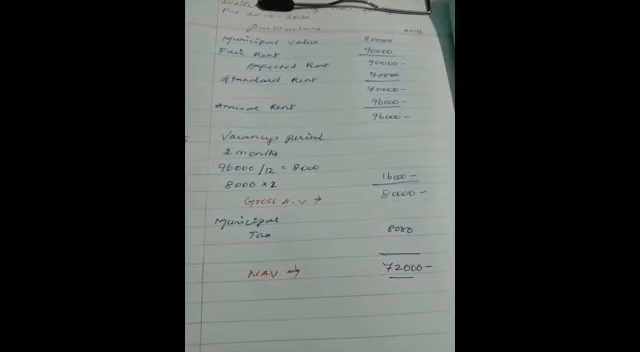 Particulars
Municipal Value 80000
Fair Rent 90000
Expected Rent 90000-
Standard Rent 70000
70000-
Annual Rent 96000-
96000-
Vacancys period
2 months
96000/12 = 8000
8000 x 2 16000-
GROSS A.V → 80000-
Municipal
Tax 8000
NAV → 72000-